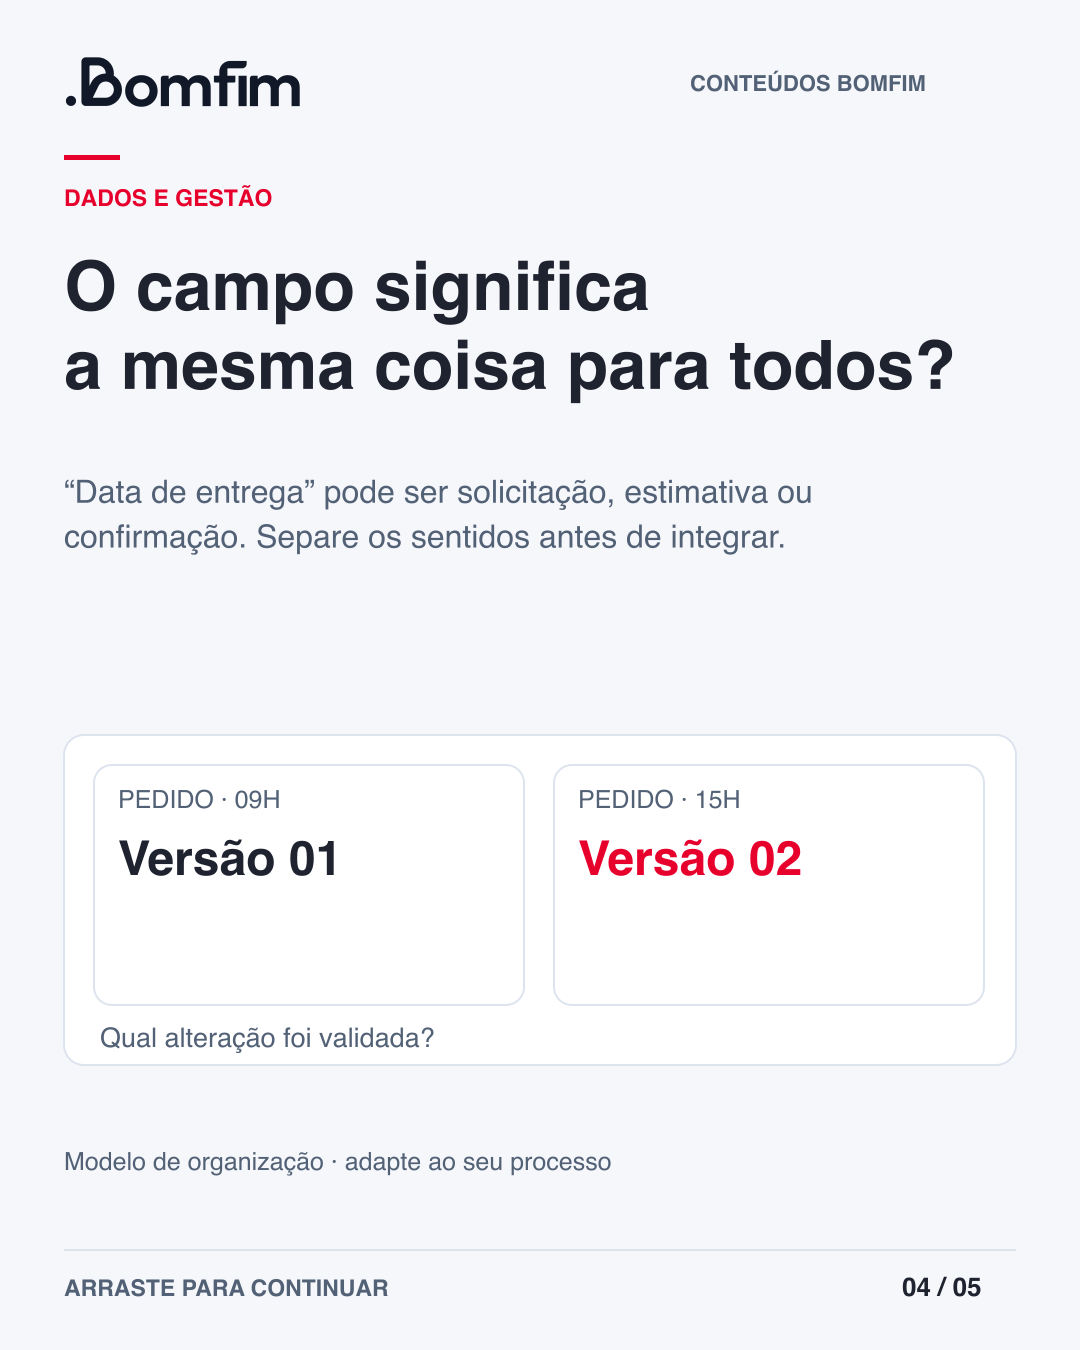 .Bomfim
CONTEÚDOS BOMFIM
DADOS E GESTÃO
O campo significa
a mesma coisa para todos?
“Data de entrega” pode ser solicitação, estimativa ou
confirmação. Separe os sentidos antes de integrar.
PEDIDO · 09H
Versão 01
PEDIDO · 15H
Versão 02
Qual alteração foi validada?
Modelo de organização · adapte ao seu processo
ARRASTE PARA CONTINUAR
04 / 05